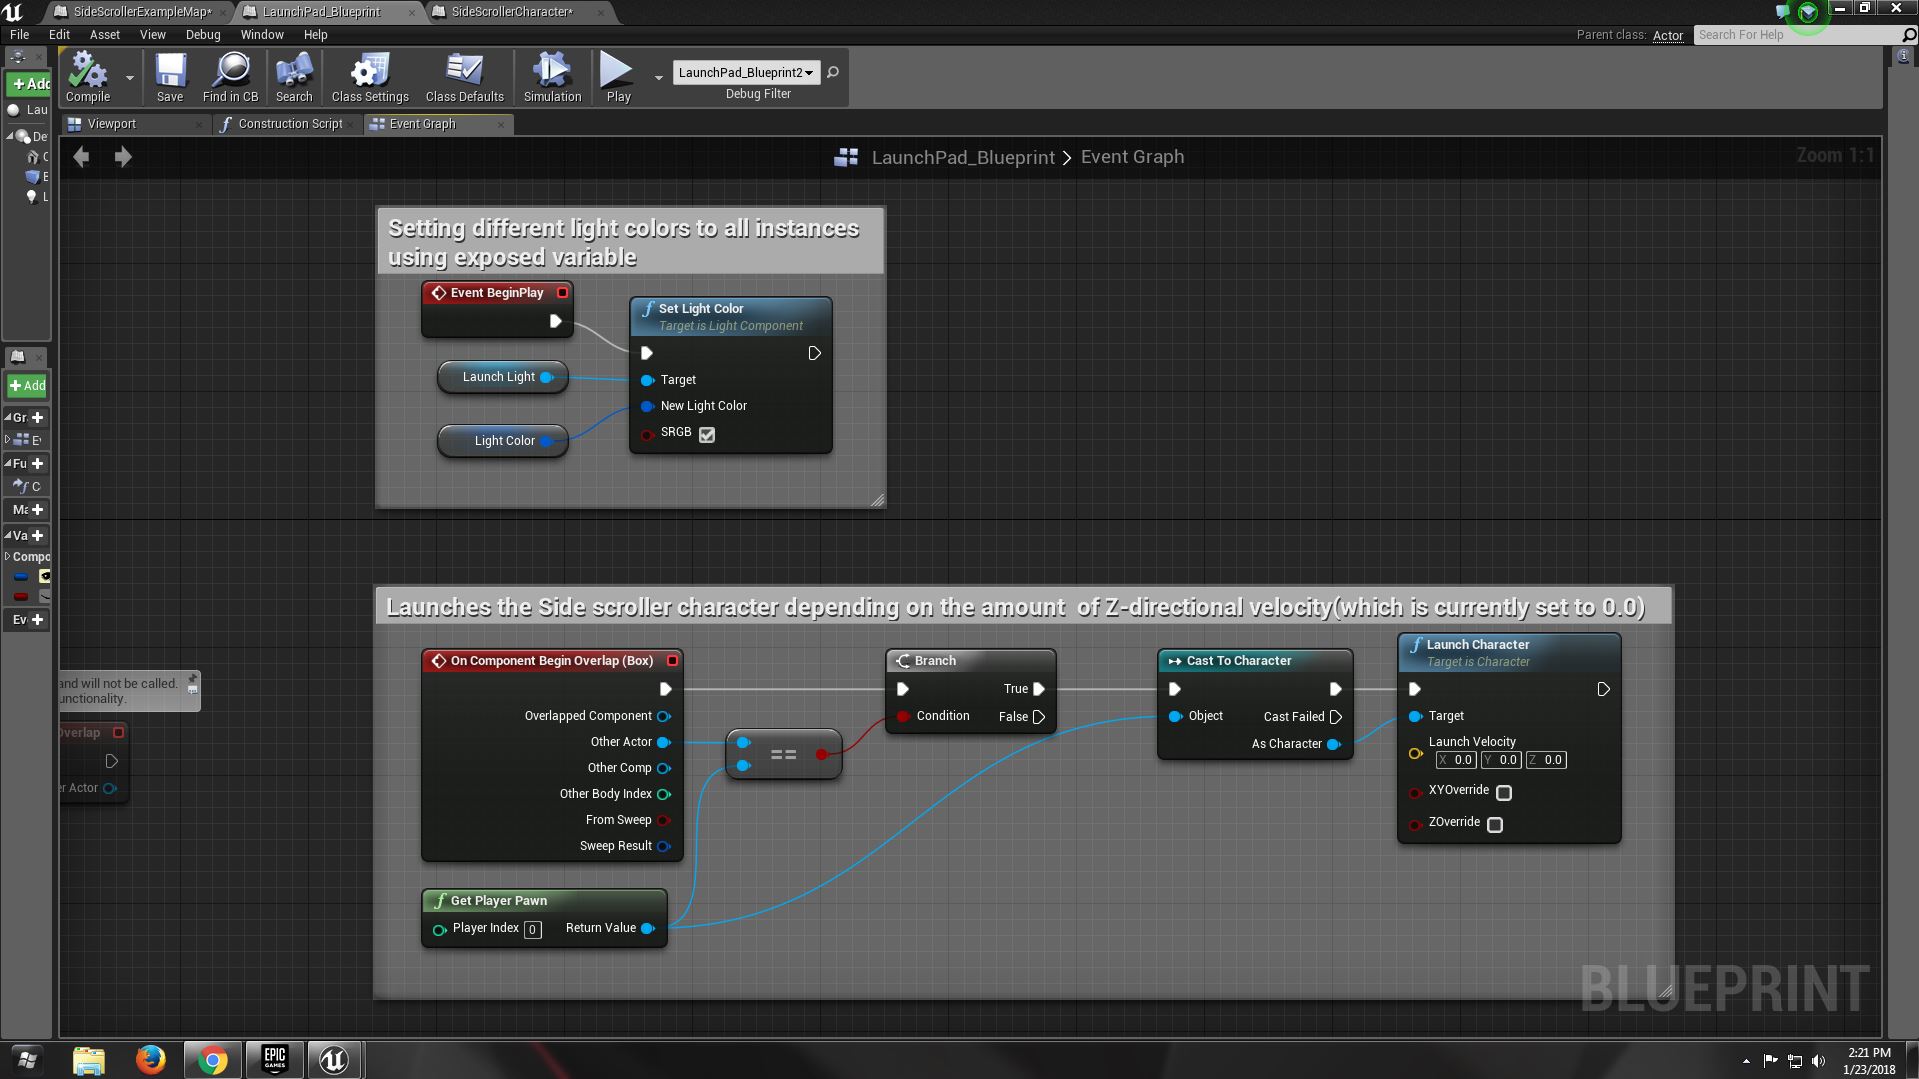 SideScrollerExampleMap*
LaunchPad_Blueprint
SideScrollerCharacter*
File Edit Asset View Debug Window Help
Parent class: Actor
Search For Help
Compile
Save
Find in CB
Search
Class Settings
Class Defaults
Simulation
Play
LaunchPad_Blueprint2
Debug Filter
+Add
Lau
De
C
E
L
Viewport
Construction Script
Event Graph
LaunchPad_Blueprint > Event Graph
Zoom 1:1
+Add
Gr
Ev
Fu
C
Ma
Va
Compo
Ev
Setting different light colors to all instances
using exposed variable
Event BeginPlay
Set Light Color
Target is Light Component
Launch Light
Target
New Light Color
SRGB
Light Color
and will not be called.
unctionality.
Overlap
er Actor
Launches the Side scroller character depending on the amount  of Z-directional velocity(which is currently set to 0.0)
On Component Begin Overlap (Box)
Overlapped Component
Other Actor
Other Comp
Other Body Index
From Sweep
Sweep Result
==
Branch
True
Condition
False
Cast To Character
Object
Cast Failed
As Character
Launch Character
Target is Character
Target
Launch Velocity
X 0.0 Y 0.0 Z 0.0
XYOverride
ZOverride
Get Player Pawn
Player Index 0
Return Value
BLUEPRINT
EPIC
GAMES
2:21 PM
1/23/2018